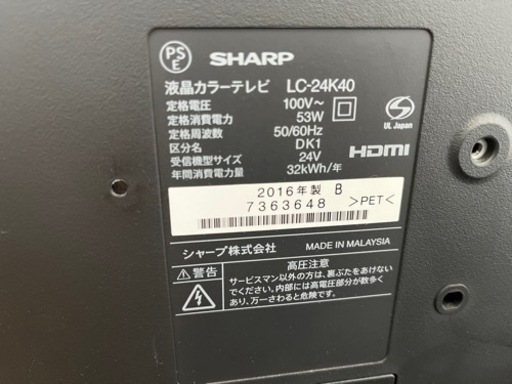 PS E
SHARP
液晶カラーテレビ LC-24K40
定格電圧 100V~
定格消費電力 53W
定格周波数 50/60Hz
区分名 DK1
受信機型サイズ 24V
年間消費電力量 32kWh/年
UL Japan
HDMI
2016年製 B
7363648
>PET<
シャープ株式会社 MADE IN MALAYSIA
警告
高圧注意
サービスマン以外の方は、裏ぶたをあけない
でください。内部には高電圧部分が数多く
あり、万一さわると危険です。